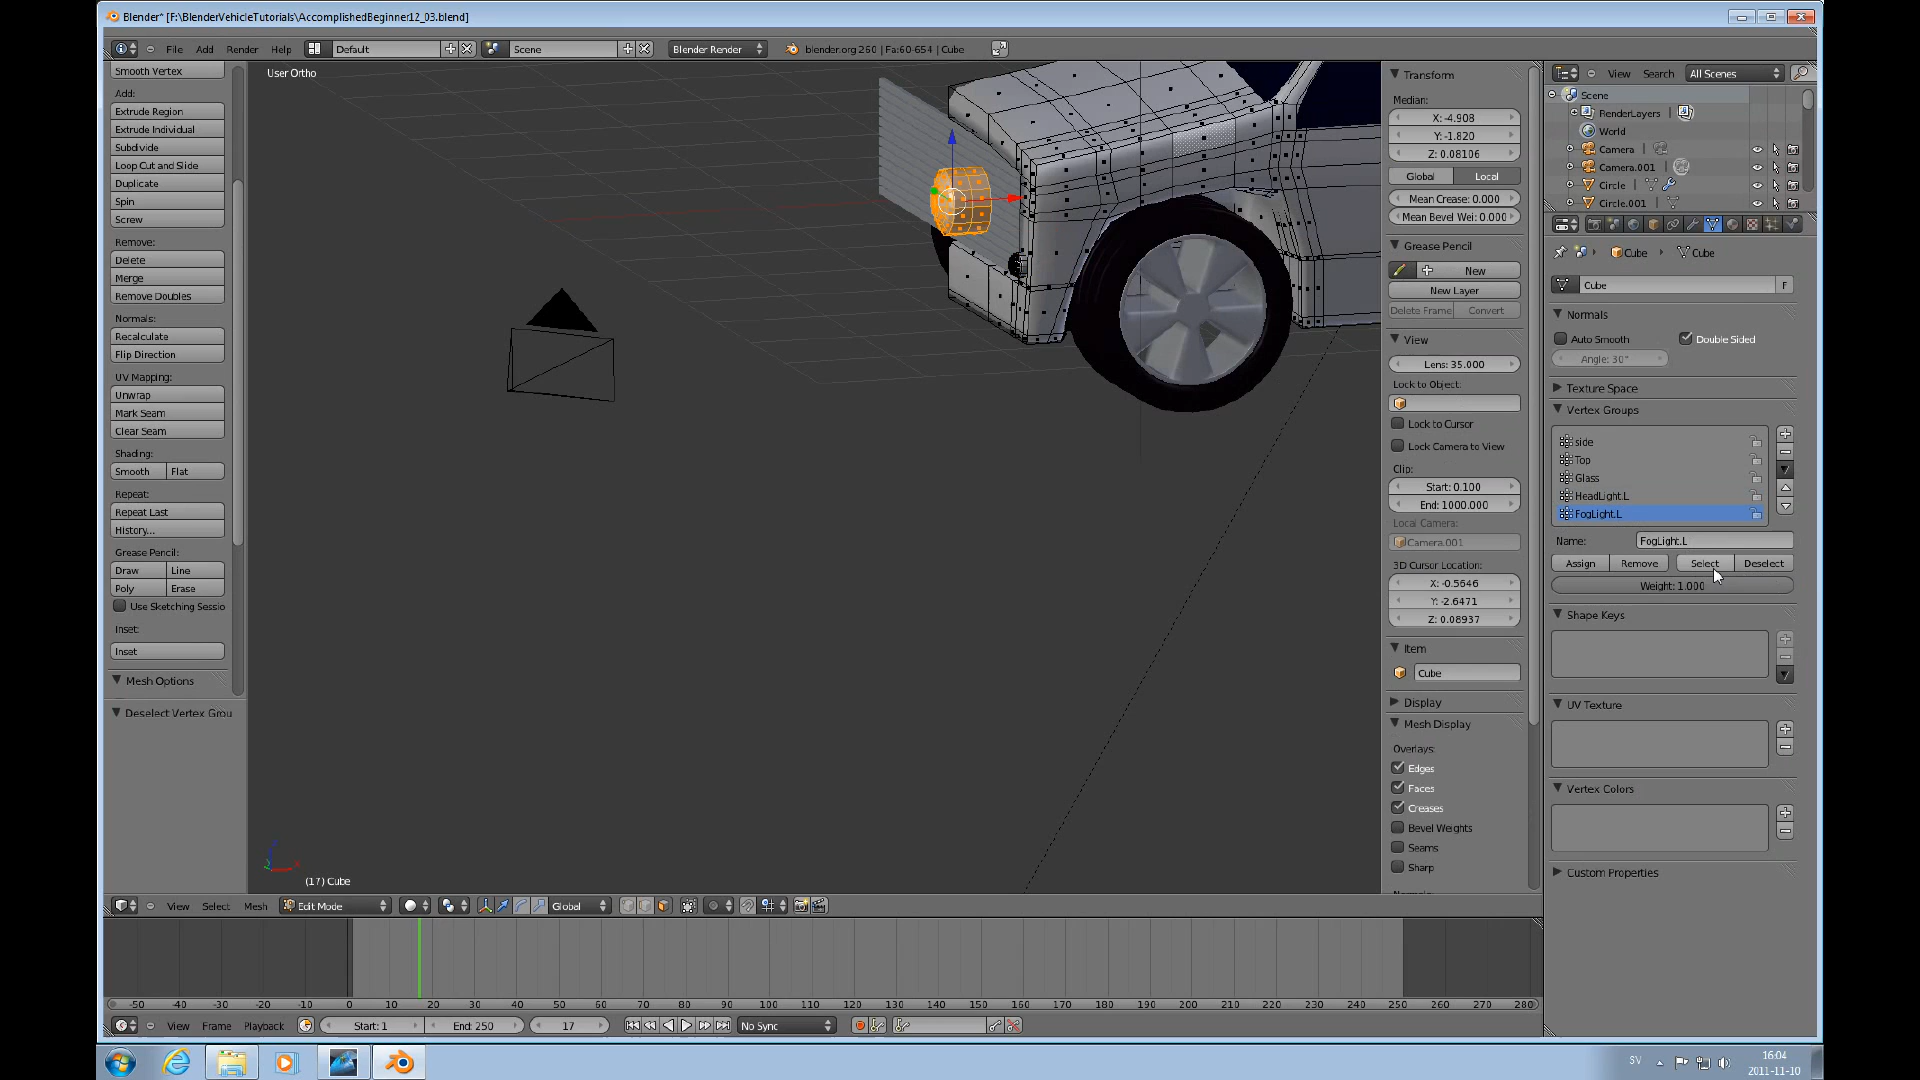 Blender* [F:\BlenderVehicleTutorials\AccomplishedBeginner12_03.blend]
File Add Render Help Default Scene Blender Render blender.org 260 | Fa:60-654 | Cube
Smooth Vertex
Add:
Extrude Region
Extrude Individual
Subdivide
Loop Cut and Slide
Duplicate
Spin
Screw
Remove:
Delete
Merge
Remove Doubles
Normals:
Recalculate
Flip Direction
UV Mapping:
Unwrap
Mark Seam
Clear Seam
Shading:
Smooth Flat
Repeat:
Repeat Last
History...
Grease Pencil:
Draw Line
Poly Erase
Use Sketching Sessio
Inset:
Inset
Mesh Options
Deselect Vertex Grou
User Ortho
(17) Cube
View Select Mesh Edit Mode Global
Transform
Median:
X: -4.908
Y: -1.820
Z: 0.08106
Global Local
Mean Crease: 0.000
Mean Bevel Wei: 0.000
Grease Pencil
New
New Layer
Delete Frame Convert
View
Lens: 35.000
Lock to Object:
Lock to Cursor
Lock Camera to View
Clip:
Start: 0.100
End: 1000.000
Local Camera:
Camera.001
3D Cursor Location:
X: -0.5646
Y: -2.6471
Z: 0.08937
Item
Cube
Display
Mesh Display
Overlays:
Edges
Faces
Creases
Bevel Weights
Seams
Sharp
View Search All Scenes
Scene
RenderLayers
World
Camera
Camera.001
Circle
Circle.001
Cube Cube
Cube F
Normals
Auto Smooth Double Sided
Angle: 30°
Texture Space
Vertex Groups
side
Top
Glass
HeadLight.L
FogLight.L
Name: FogLight.L
Assign Remove Select Deselect
Weight: 1.000
Shape Keys
UV Texture
Vertex Colors
Custom Properties
-50 -40 -30 -20 -10 0 10 20 30 40 50 60 70 80 90 100 110 120 130 140 150 160 170 180 190 200 210 220 230 240 250 260 270 280
View Frame Playback Start: 1 End: 250 17 No Sync
SV 16:04
2011-11-10